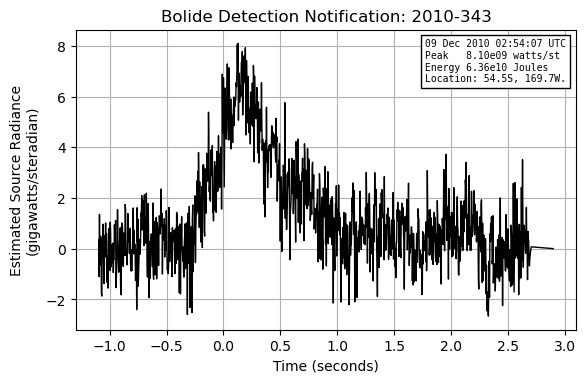 Bolide Detection Notification: 2010-343
09 Dec 2010 02:54:07 UTC
Peak   8.10e09 watts/st
Energy 6.36e10 Joules
Location: 54.5S, 169.7W.
Estimated Source Radiance
(gigawatts/steradian)
8
6
4
2
0
−2
−1.0 −0.5 0.0 0.5 1.0 1.5 2.0 2.5 3.0
Time (seconds)